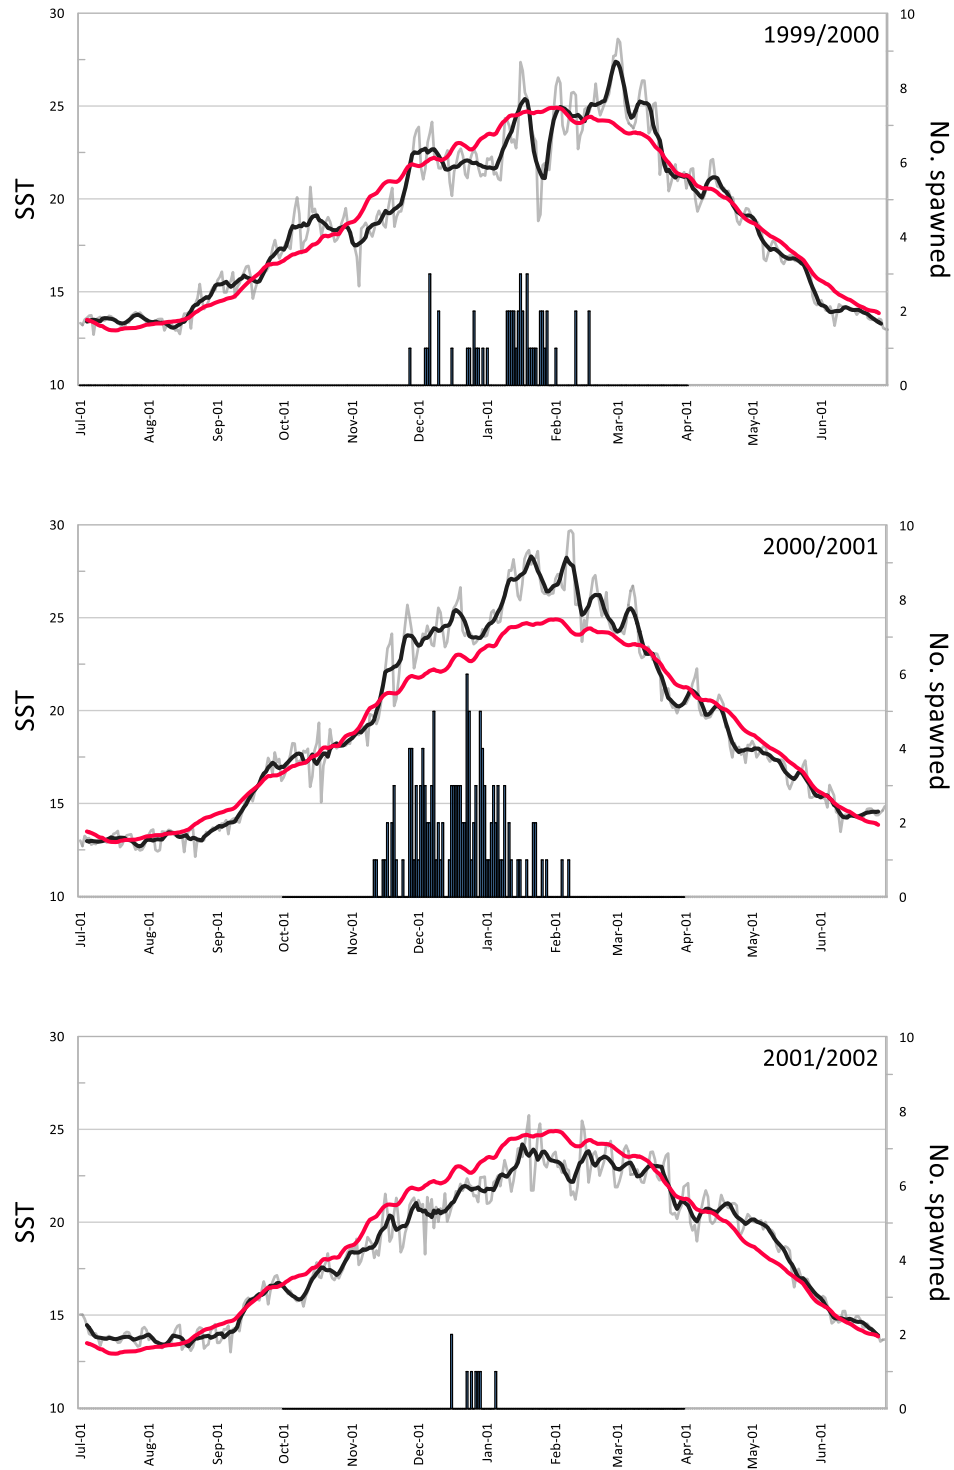 1999/2000
SST
30
25
20
15
10
10
8
6
4
2
0
No. spawned
Jul-01
Aug-01
Sep-01
Oct-01
Nov-01
Dec-01
Jan-01
Feb-01
Mar-01
Apr-01
May-01
Jun-01
2000/2001
SST
30
25
20
15
10
10
8
6
4
2
0
No. spawned
Jul-01
Aug-01
Sep-01
Oct-01
Nov-01
Dec-01
Jan-01
Feb-01
Mar-01
Apr-01
May-01
Jun-01
2001/2002
SST
30
25
20
15
10
10
8
6
4
2
0
No. spawned
Jul-01
Aug-01
Sep-01
Oct-01
Nov-01
Dec-01
Jan-01
Feb-01
Mar-01
Apr-01
May-01
Jun-01